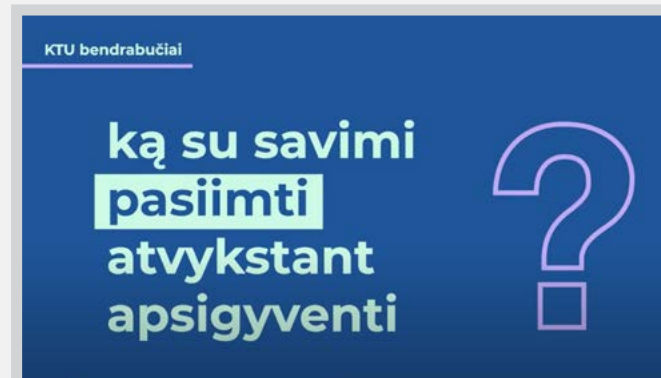 KTU bendrabučiai
ką su savimi
pasiimti
atvykstant
apsigyventi
?